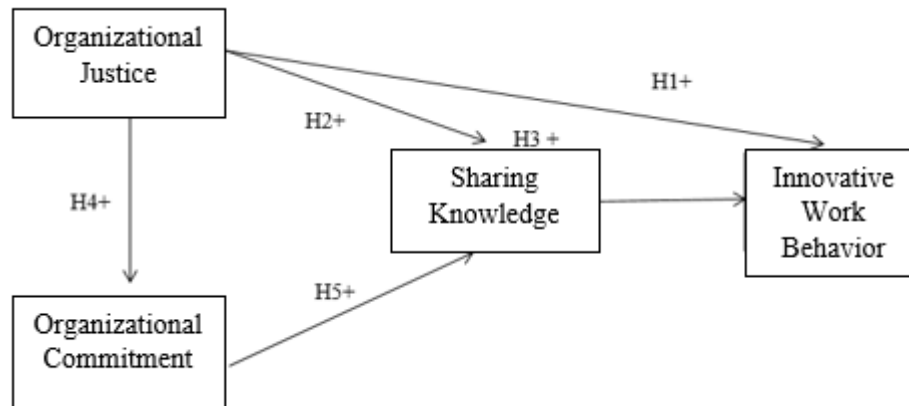 Organizational
Justice
H1+
H2+
H3 +
Sharing
Knowledge
Innovative
Work
Behavior
H4+
H5+
Organizational
Commitment